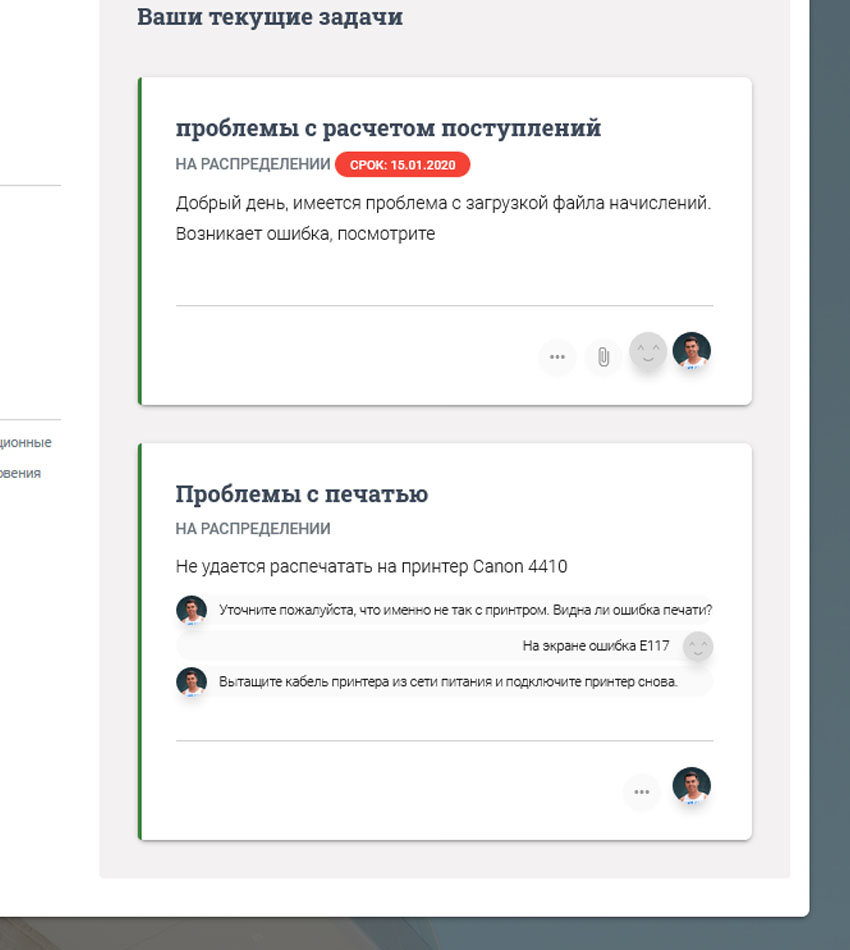 Ваши текущие задачи
проблемы с расчетом поступлений
НА РАСПРЕДЕЛЕНИИ СРОК: 15.01.2020
Добрый день, имеется проблема с загрузкой файла начислений.
Возникает ошибка, посмотрите
ционные
овения
Проблемы с печатью
НА РАСПРЕДЕЛЕНИИ
Не удается распечатать на принтер Canon 4410
Уточните пожалуйста, что именно не так с принтром. Видна ли ошибка печати?
На экране ошибка E117
Вытащите кабель принтера из сети питания и подключите принтер снова.